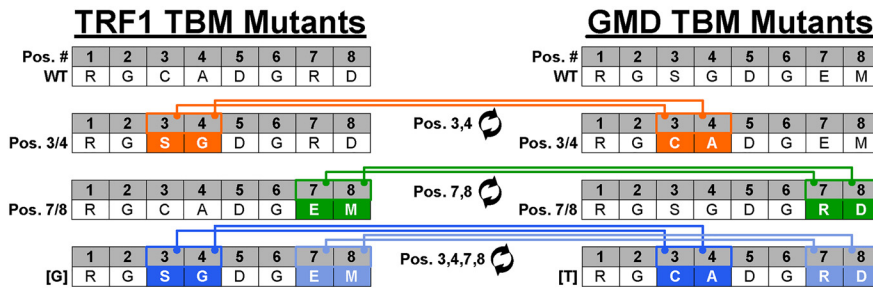 TRF1 TBM Mutants GMD TBM Mutants
Pos. # 1 2 3 4 5 6 7 8 Pos. # 1 2 3 4 5 6 7 8
WT R G C A D G R D WT R G S G D G E M
1 2 3 4 5 6 7 8 Pos. 3,4 1 2 3 4 5 6 7 8
Pos. 3/4 R G S G D G R D Pos. 3/4 R G C A D G E M
1 2 3 4 5 6 7 8 Pos. 7,8 1 2 3 4 5 6 7 8
Pos. 7/8 R G C A D G E M Pos. 7/8 R G S G D G R D
1 2 3 4 5 6 7 8 Pos. 3,4,7,8 1 2 3 4 5 6 7 8
[G] R G S G D G E M [T] R G C A D G R D